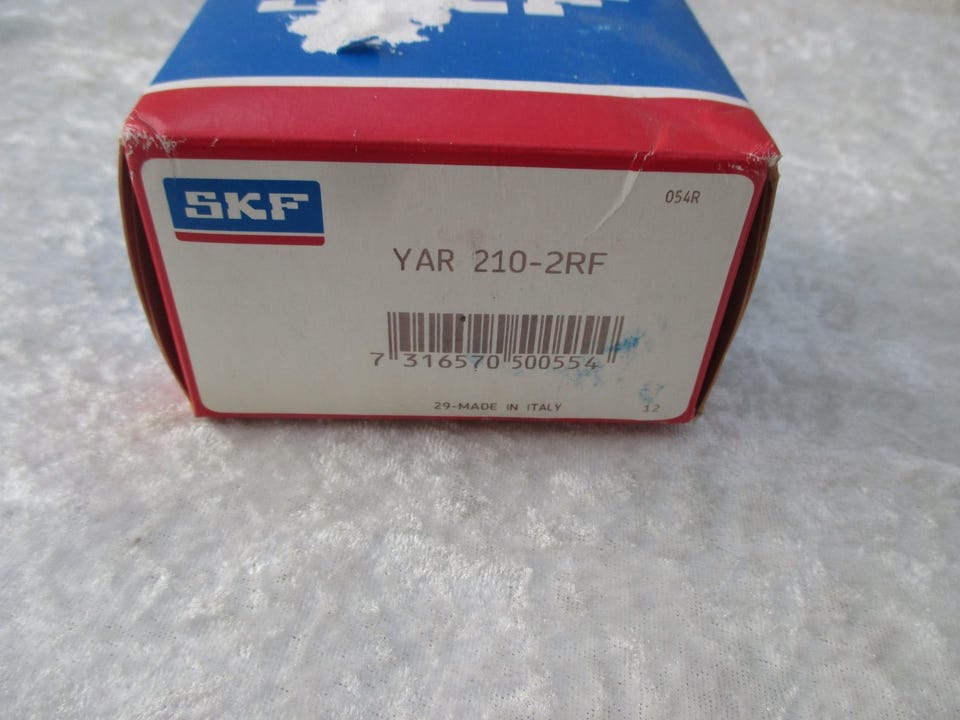 SKF
054R
YAR 210-2RF
7 316570 500554
29-MADE IN ITALY
12